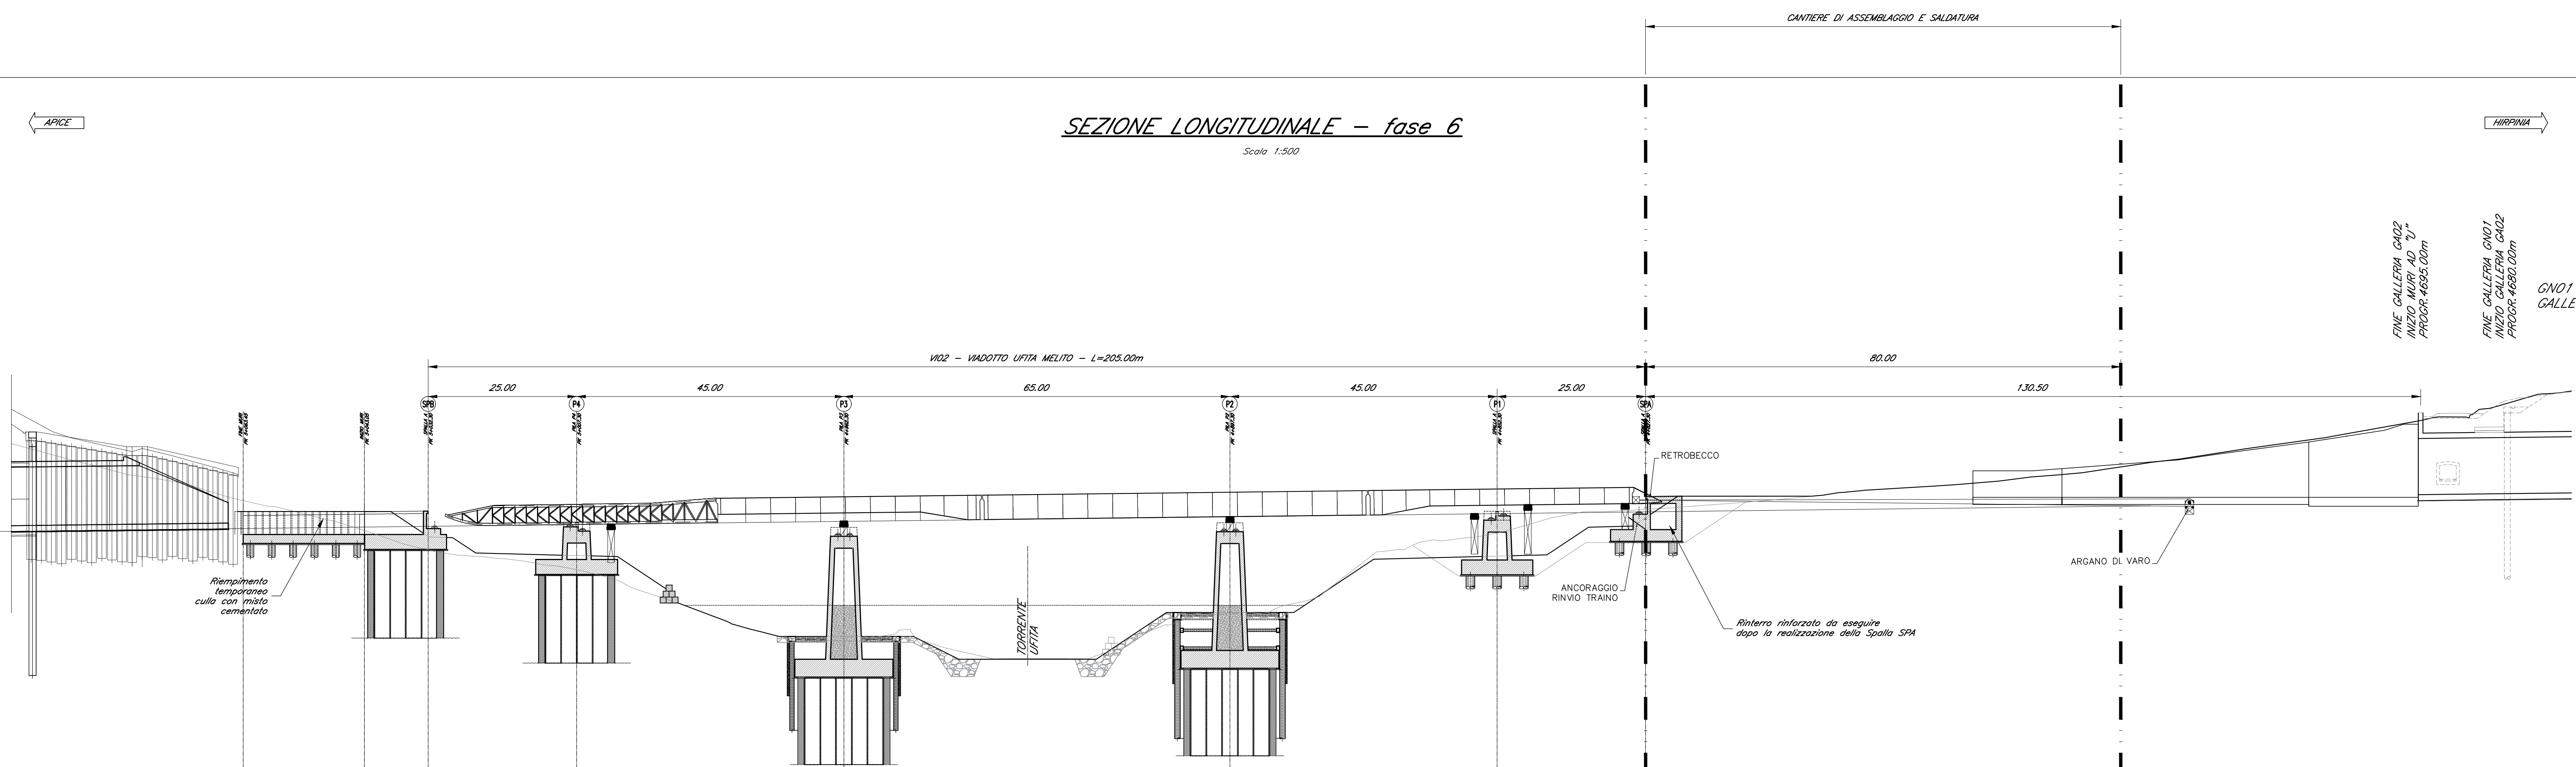 CANTIERE DI ASSEMBLAGGIO E SALDATURA
APICE
SEZIONE LONGITUDINALE - fase 6
HIRPINIA
Scala 1:500
FINE GALLERIA GA02
INIZIO MURI AD "U"
PROGR.4695.00m
FINE GALLERIA GN01
INIZIO GALLERIA GA02
PROGR.4680.00m
GN01
GALLE
VI02 - VIADOTTO UFITA MELITO - L=205.00m
80.00
25.00
45.00
65.00
45.00
25.00
130.50
SPB
P4
P3
P2
P1
SPA
RETROBECCO
ARGANO DI VARO
Riempimento
temporaneo
culla con misto
cementato
ANCORAGGIO
RINVIO TRAINO
TORRENTE
UFITA
Rinterro rinforzato da eseguire
dopo la realizzazione della Spalla SPA